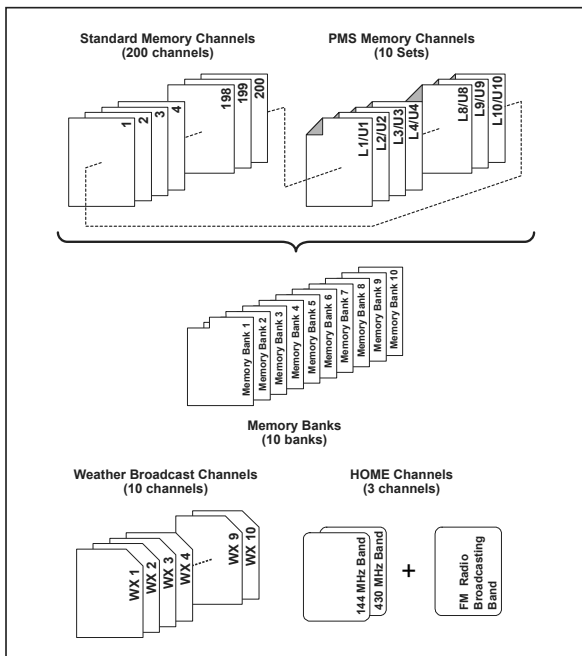 Standard Memory Channels
(200 channels)
PMS Memory Channels
(10 Sets)
1
2
3
4
198
199
200
L1/U1
L2/U2
L3/U3
L4/U4
L8/U8
L9/U9
L10/U10
Memory Bank 1
Memory Bank 2
Memory Bank 3
Memory Bank 4
Memory Bank 5
Memory Bank 6
Memory Bank 7
Memory Bank 8
Memory Bank 9
Memory Bank 10
Memory Banks
(10 banks)
Weather Broadcast Channels
(10 channels)
HOME Channels
(3 channels)
WX 1
WX 2
WX 3
WX 4
WX 9
WX 10
144 MHz Band
430 MHz Band
+
FM Radio
Broadcasting
Band